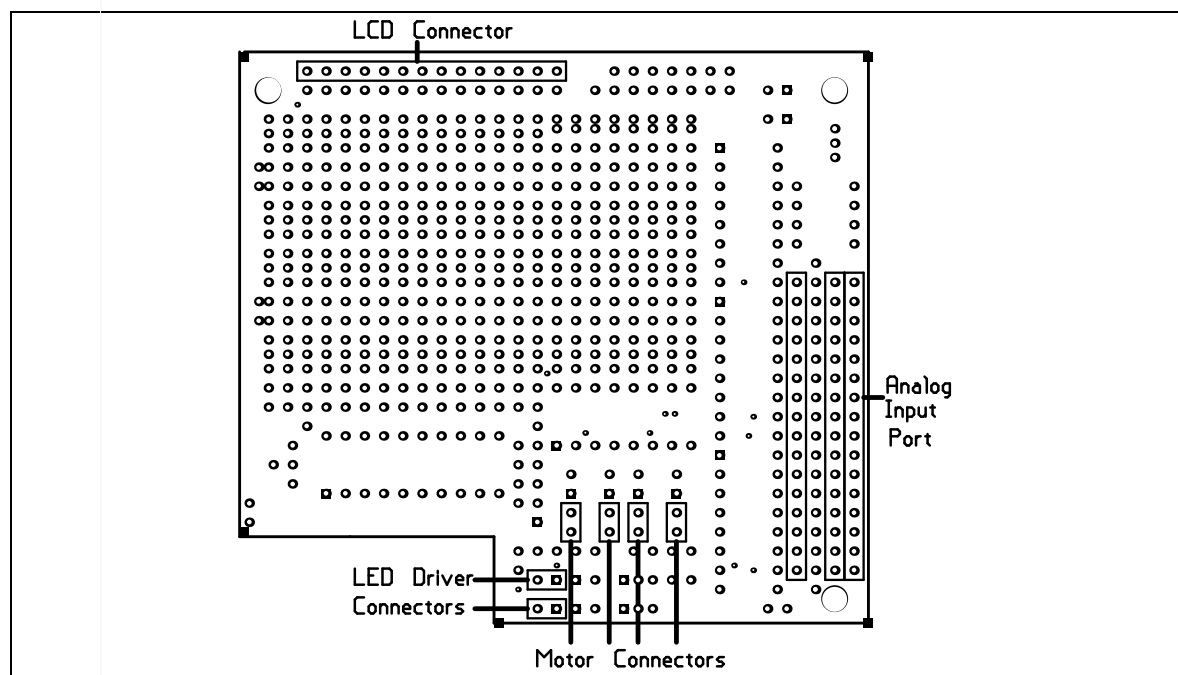 LCD Connector
Analog
Input
Port
LED Driver
Connectors
Motor Connectors